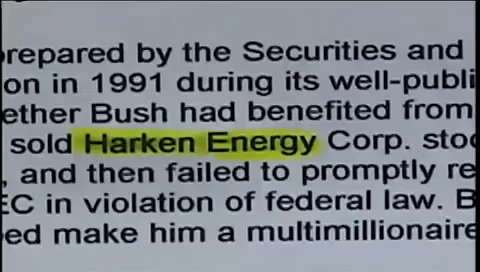 prepared by the Securities and
on in 1991 during its well-publi
ether Bush had benefited from
sold Harken Energy Corp. stoc
, and then failed to promptly re
EC in violation of federal law. B
ed make him a multimillionaire